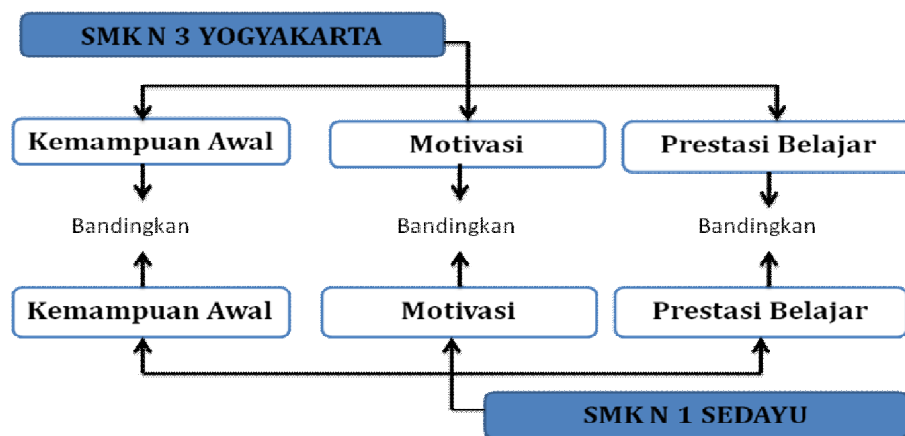 SMK N 3 YOGYAKARTA
Kemampuan Awal
Motivasi
Prestasi Belajar
Bandingkan
Bandingkan
Bandingkan
Kemampuan Awal
Motivasi
Prestasi Belajar
SMK N 1 SEDAYU